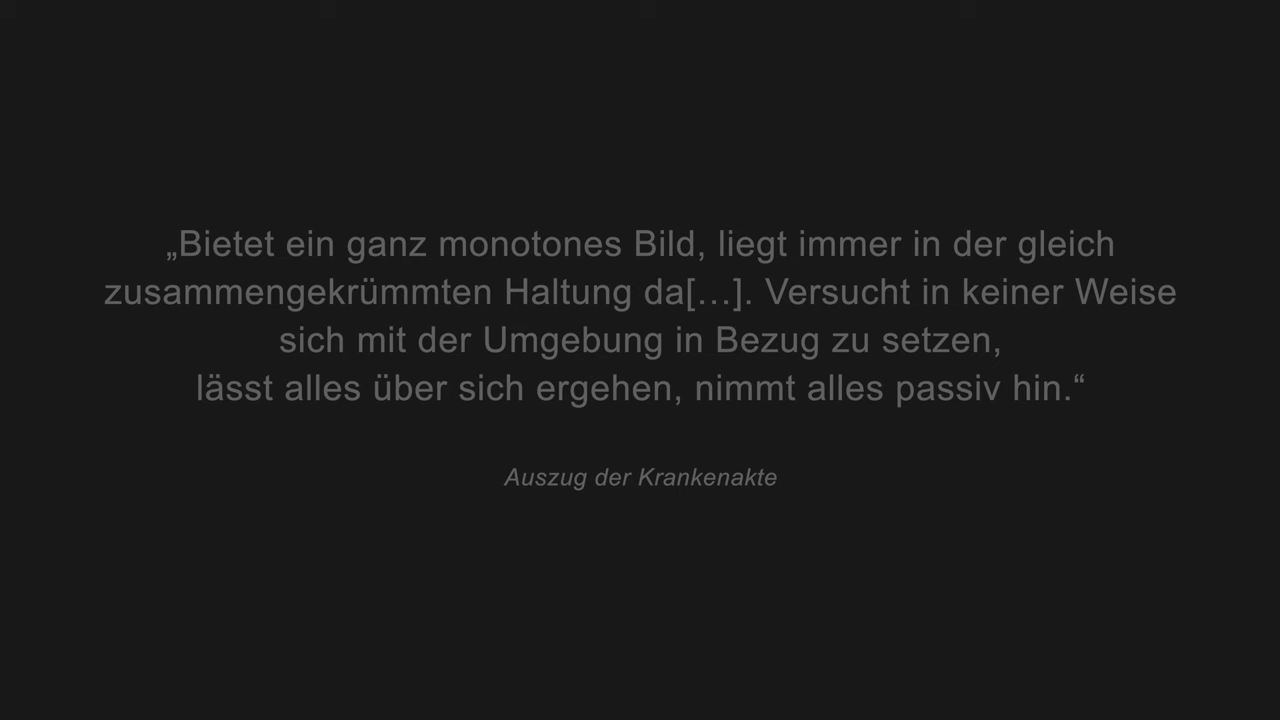 „Bietet ein ganz monotones Bild, liegt immer in der gleich
zusammengekrümmten Haltung da[…]. Versucht in keiner Weise
sich mit der Umgebung in Bezug zu setzen,
lässt alles über sich ergehen, nimmt alles passiv hin.“
Auszug der Krankenakte